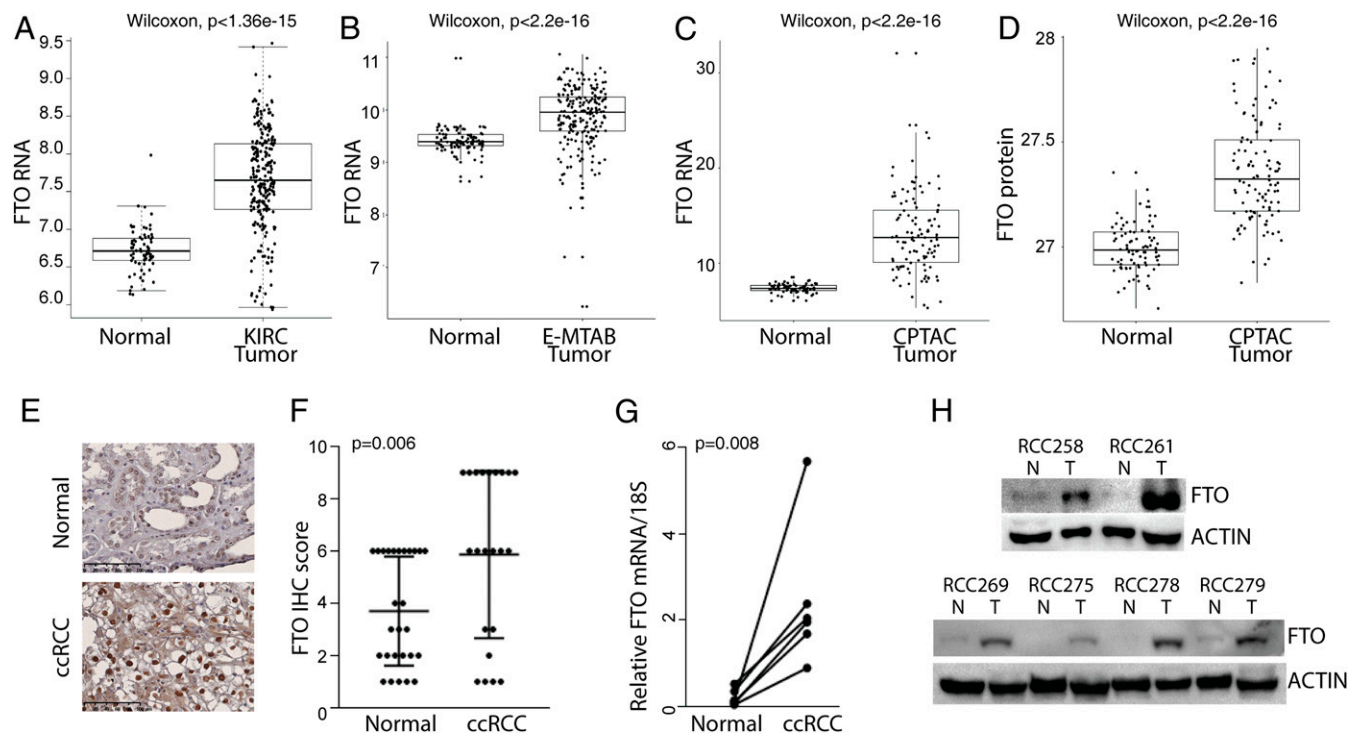 A
Wilcoxon, p<1.36e-15
FTO RNA
9.5
9.0
8.5
8.0
7.5
7.0
6.5
6.0
Normal
KIRC
Tumor
B
Wilcoxon, p<2.2e-16
FTO RNA
11
10
9
8
7
Normal
E-MTAB
Tumor
C
Wilcoxon, p<2.2e-16
FTO RNA
30
20
10
Normal
CPTAC
Tumor
D
Wilcoxon, p<2.2e-16
FTO protein
28
27.5
27
Normal
CPTAC
Tumor
E
Normal
ccRCC
F
p=0.006
FTO IHC score
10
8
6
4
2
0
Normal
ccRCC
G
p=0.008
Relative FTO mRNA/18S
6
4
2
0
Normal
ccRCC
H
RCC258 RCC261
N T N T
FTO
ACTIN
RCC269 RCC275 RCC278 RCC279
N T N T N T N T
FTO
ACTIN